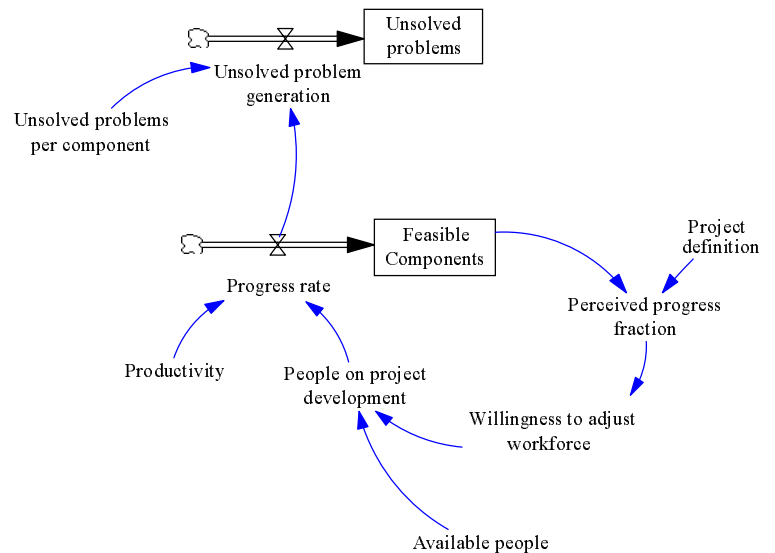 Unsolved
problems
Unsolved problem
generation
Unsolved problems
per component
Feasible
Components
Project
definition
Progress rate
Perceived progress
fraction
Productivity
People on project
development
Willingness to adjust
workforce
Available people